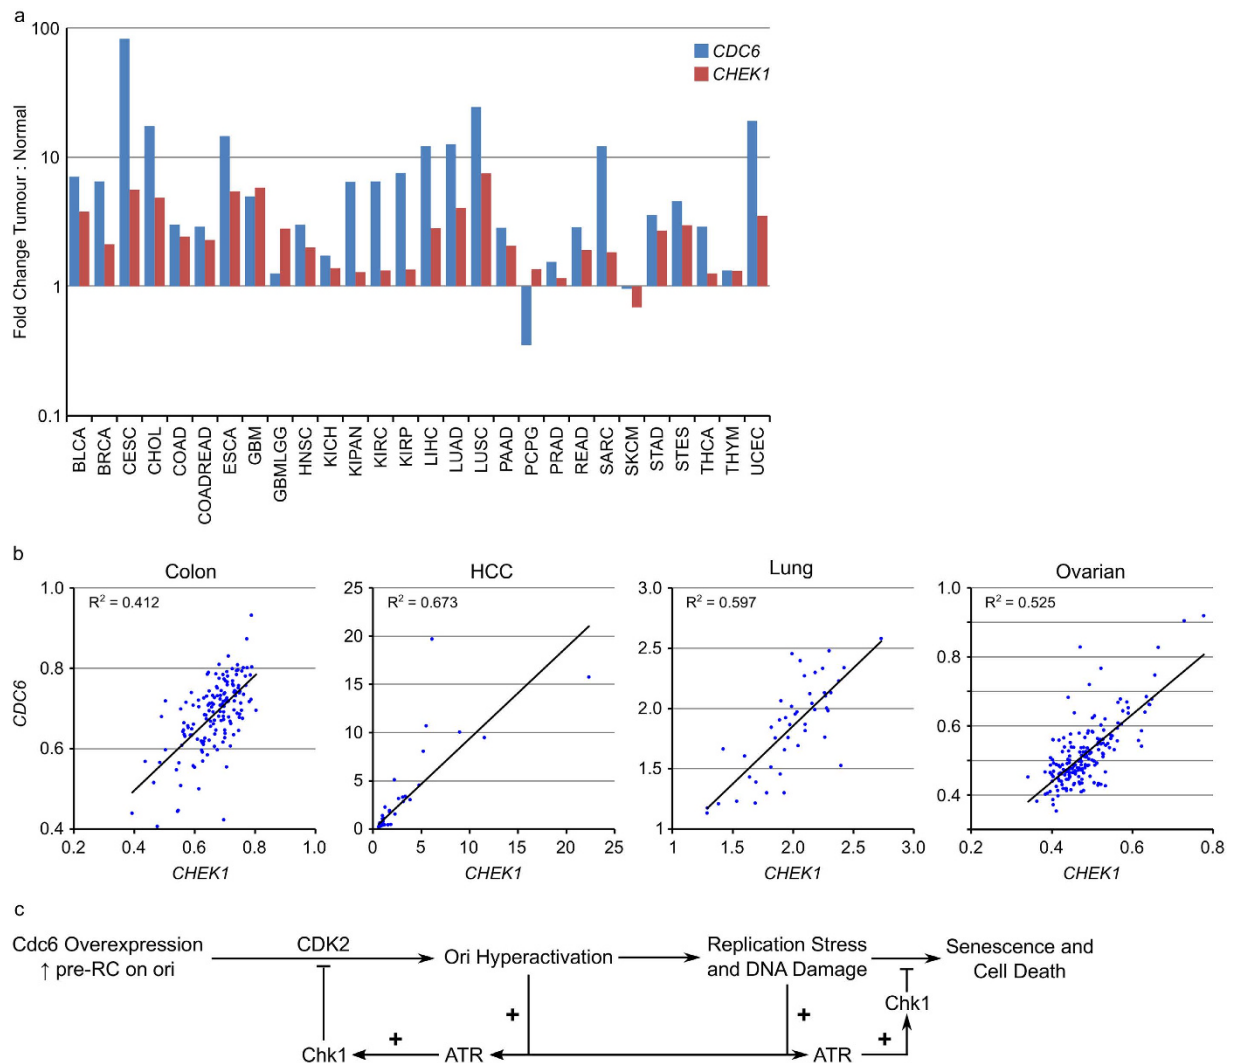 a
100
10
1
0.1
Fold Change Tumour : Normal
CDC6
CHEK1
BLCA
BRCA
CESC
CHOL
COAD
COADREAD
ESCA
GBM
GBMLGG
HNSC
KICH
KIPAN
KIRC
KIRP
LIHC
LUAD
LUSC
PAAD
PCPG
PRAD
READ
SARC
SKCM
STAD
STES
THCA
THYM
UCEC
b
CDC6
Colon
R² = 0.412
1.0
0.8
0.6
0.4
0.2 0.4 0.6 0.8 1.0
CHEK1
HCC
R² = 0.673
25
20
15
10
5
0
0 5 10 15 20 25
CHEK1
Lung
R² = 0.597
3.0
2.5
2.0
1.5
1
1 1.5 2.0 2.5 3.0
CHEK1
Ovarian
R² = 0.525
1.0
0.8
0.6
0.4
0.2 0.4 0.6 0.8
CHEK1
c
Cdc6 Overexpression
↑ pre-RC on ori
CDK2
Ori Hyperactivation
Replication Stress
and DNA Damage
Senescence and
Cell Death
Chk1
+ + + +
Chk1 ATR ATR